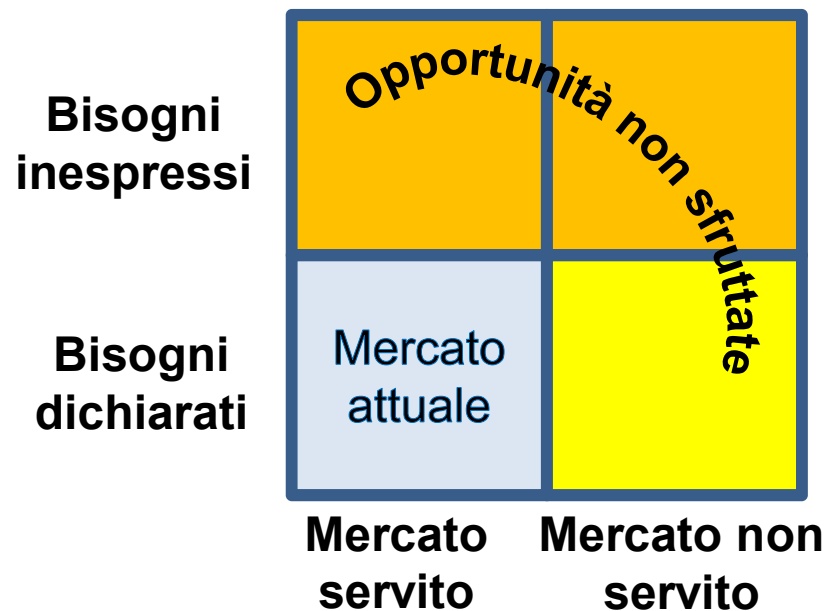 Opportunità non sfruttate
Bisogni
inespressi
Bisogni
dichiarati
Mercato
attuale
Mercato
servito
Mercato non
servito